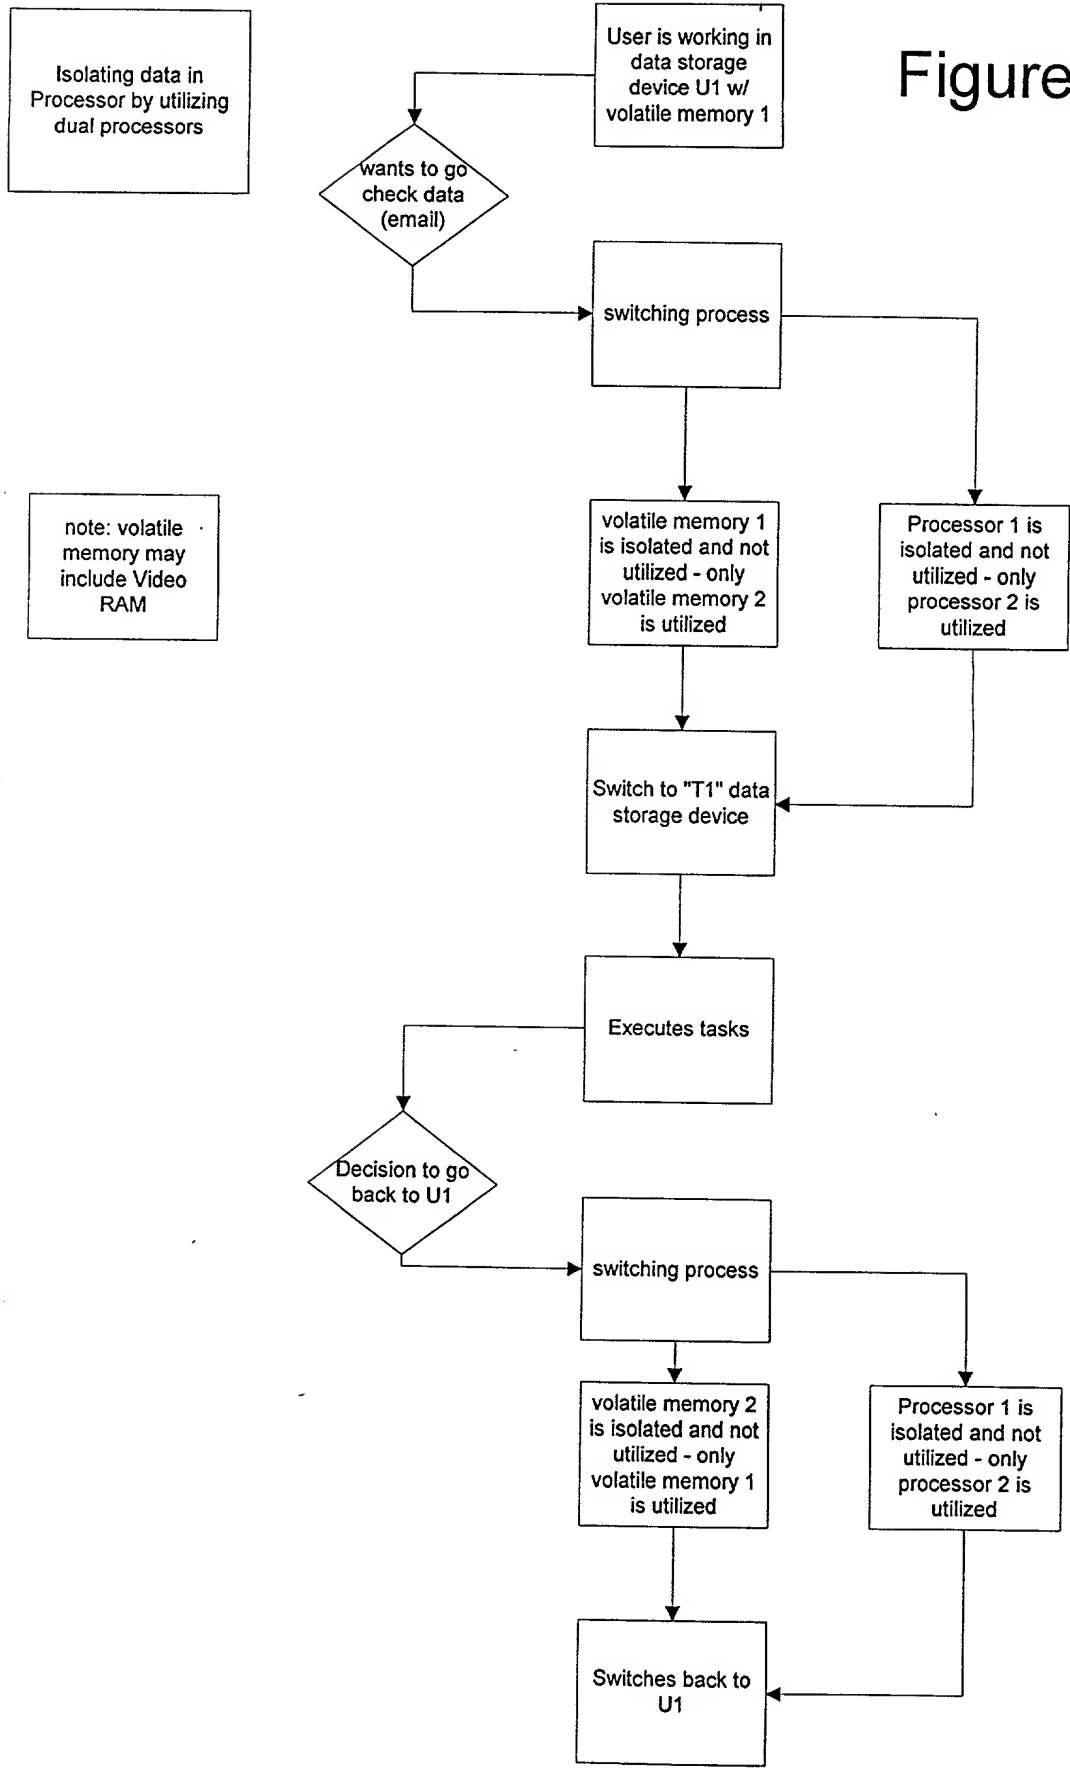 Isolating data in
Processor by utilizing
dual processors
User is working in
data storage
device U1 w/
volatile memory 1
Figure
wants to go
check data
(email)
switching process
note: volatile
memory may
include Video
RAM
volatile memory 1
is isolated and not
utilized - only
volatile memory 2
is utilized
Processor 1 is
isolated and not
utilized - only
processor 2 is
utilized
Switch to "T1" data
storage device
Executes tasks
Decision to go
back to U1
switching process
volatile memory 2
is isolated and not
utilized - only
volatile memory 1
is utilized
Processor 1 is
isolated and not
utilized - only
processor 2 is
utilized
Switches back to
U1